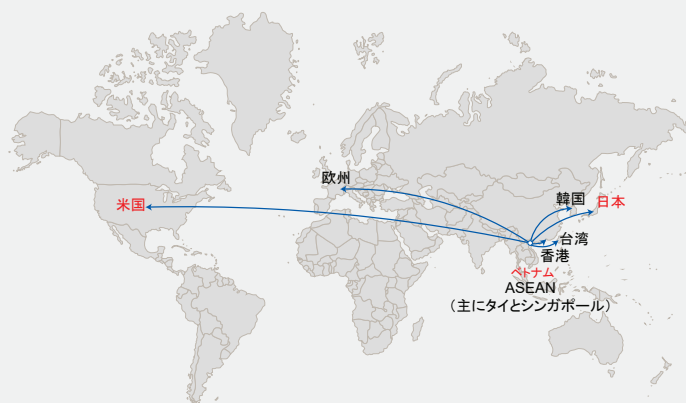 欧州
米国
韓国
日本
台湾
香港
ベトナム
ASEAN
（主にタイとシンガポール）